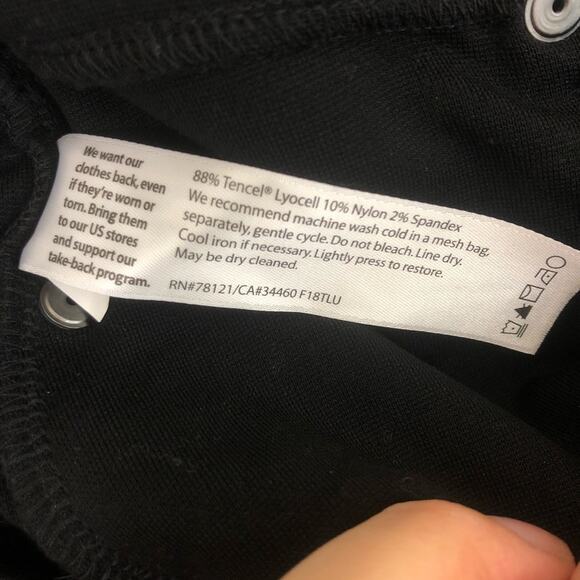 We want our
clothes back, even
if they're worn or
torn. Bring them
to our US stores
and support our
take-back program.
88% Tencel® Lyocell 10% Nylon 2% Spandex
We recommend machine wash cold in a mesh bag,
separately, gentle cycle. Do not bleach. Line dry.
Cool iron if necessary. Lightly press to restore.
May be dry cleaned.
RN#78121/CA#34460 F18TLU